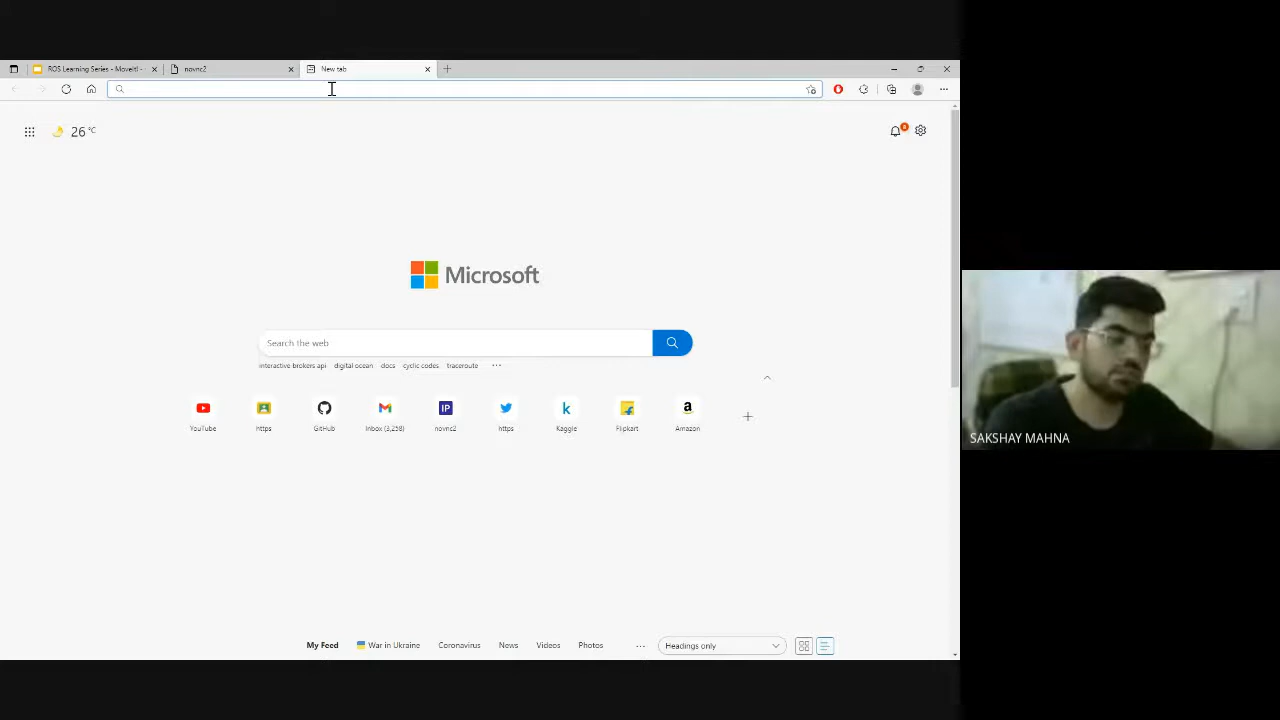 ROS Learning Series - MoveIt! -
novnc2
New tab
26 °C
8
Microsoft
Search the web
interactive brokers api
digital ocean
docs
cyclic codes
traceroute
YouTube
https
GitHub
Inbox (3,258)
IP
novnc2
https
k
Kaggle
Flipkart
a
Amazon
My Feed
War in Ukraine
Coronavirus
News
Videos
Photos
Headings only
SAKSHAY MAHNA